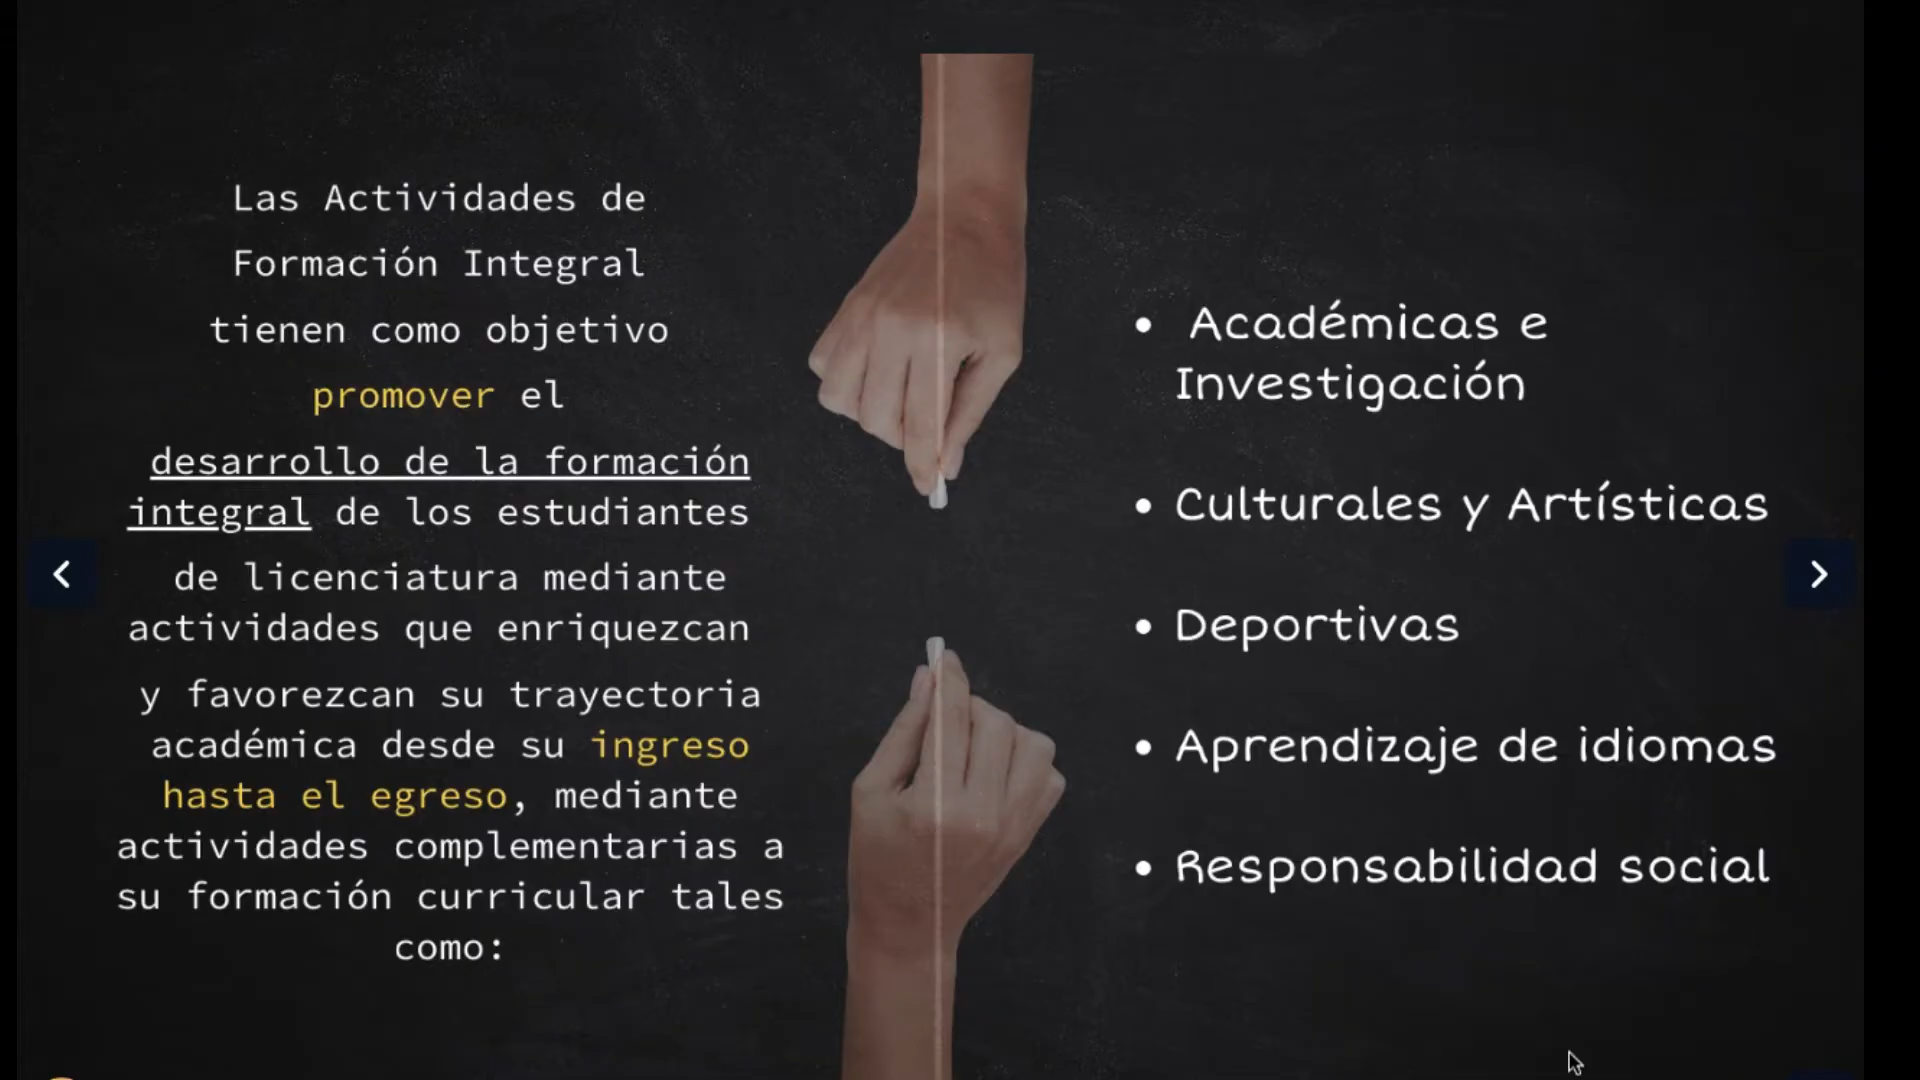 Las Actividades de
Formación Integral
tienen como objetivo
promover el
desarrollo de la formación
integral de los estudiantes
de licenciatura mediante
actividades que enriquezcan
y favorezcan su trayectoria
académica desde su ingreso
hasta el egreso, mediante
actividades complementarias a
su formación curricular tales
como:
• Académicas e
Investigación
• Culturales y Artísticas
• Deportivas
• Aprendizaje de idiomas
• Responsabilidad social